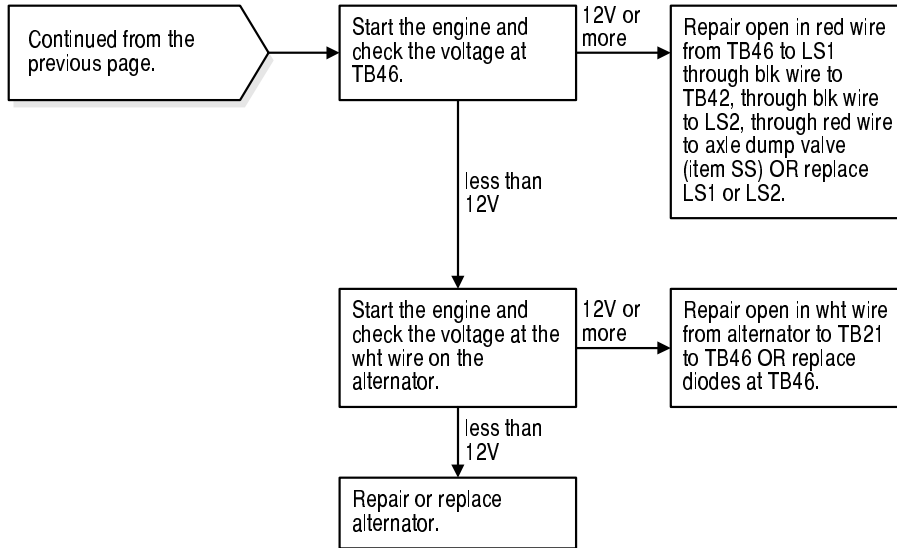 Continued from the
previous page.
Start the engine and
check the voltage at
TB46.
12V or
more
Repair open in red wire
from TB46 to LS1
through blk wire to
TB42, through blk wire
to LS2, through red wire
to axle dump valve
(item SS) OR replace
LS1 or LS2.
less than
12V
Start the engine and
check the voltage at the
wht wire on the
alternator.
12V or
more
Repair open in wht wire
from alternator to TB21
to TB46 OR replace
diodes at TB46.
less than
12V
Repair or replace
alternator.